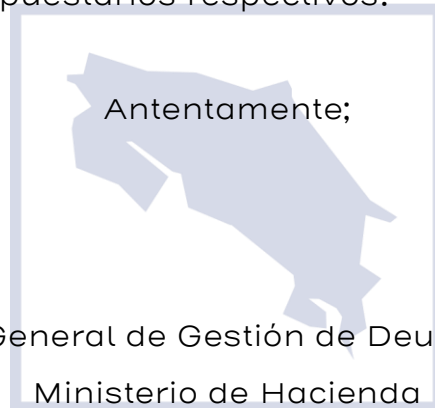 puestarios respectivos.
Antentamente;
General de Gestión de Deu
Ministerio de Hacienda